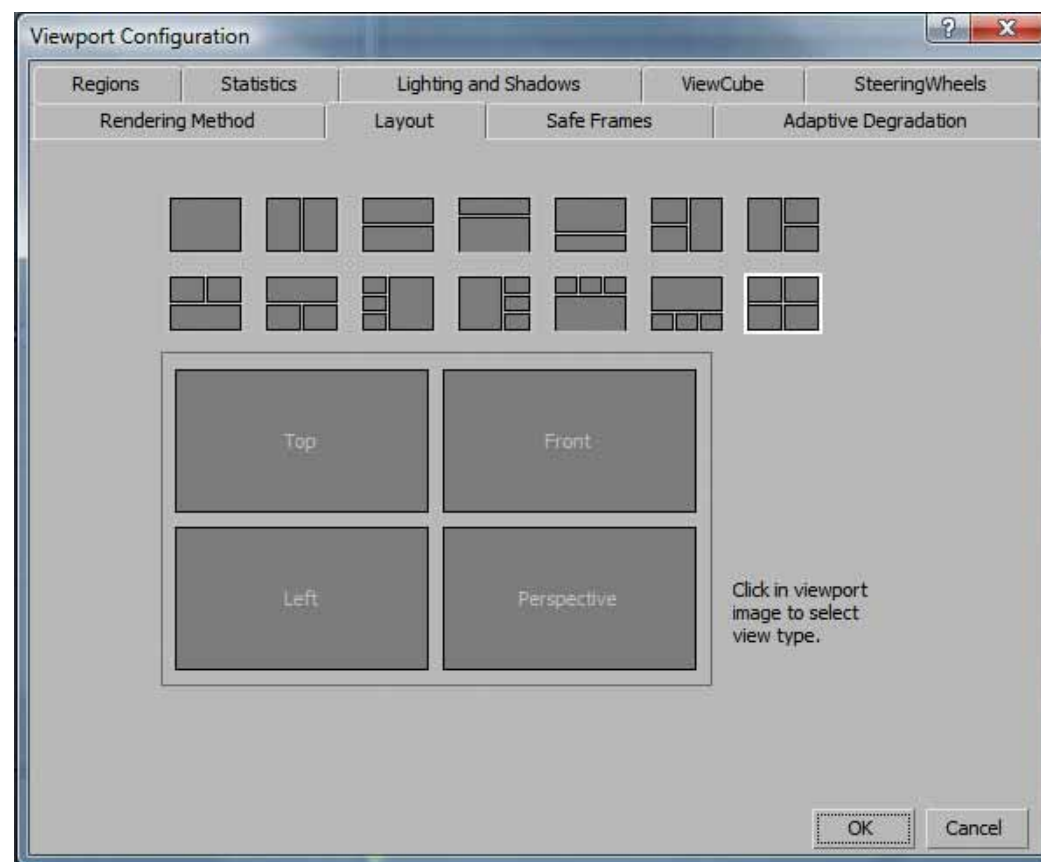 Viewport Configuration
?
X
Regions
Statistics
Lighting and Shadows
ViewCube
SteeringWheels
Rendering Method
Layout
Safe Frames
Adaptive Degradation
Top
Front
Left
Perspective
Click in viewport
image to select
view type.
OK
Cancel